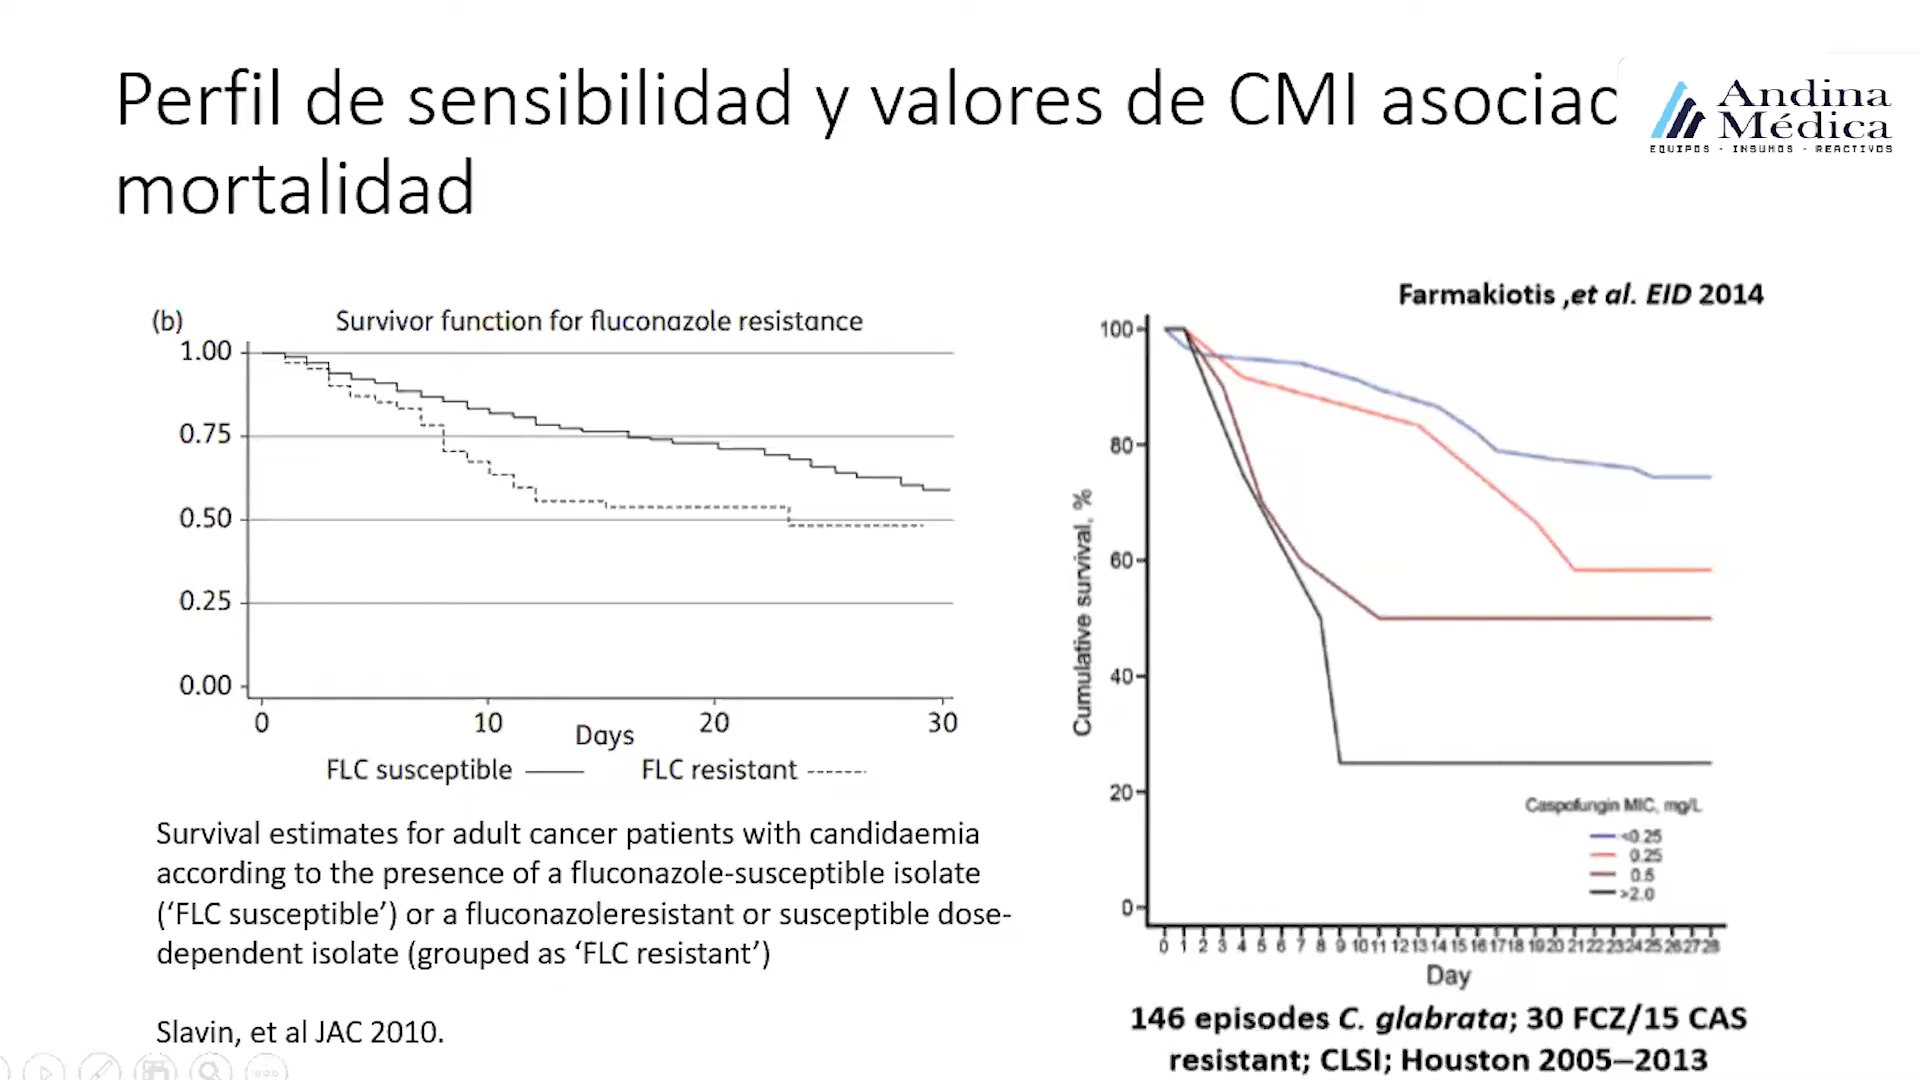 Perfil de sensibilidad y valores de CMI asociac
mortalidad
Andina
Médica
EQUIPOS - INSUMOS - REACTIVOS
(b)
Survivor function for fluconazole resistance
1.00
0.75
0.50
0.25
0.00
0 10 20 30
Days
FLC susceptible
FLC resistant
Survival estimates for adult cancer patients with candidaemia
according to the presence of a fluconazole-susceptible isolate
(‘FLC susceptible’) or a fluconazoleresistant or susceptible dose-
dependent isolate (grouped as ‘FLC resistant’)
Slavin, et al JAC 2010.
Farmakiotis ,et al. EID 2014
100
80
60
40
20
0
Cumulative survival, %
Caspofungin MIC, mg/L
<0.25
0.25
0.5
>2.0
0 1 2 3 4 5 6 7 8 9 10 11 12 13 14 15 16 17 18 19 20 21 22 23 24 25 26 27 28
Day
146 episodes C. glabrata; 30 FCZ/15 CAS
resistant; CLSI; Houston 2005–2013